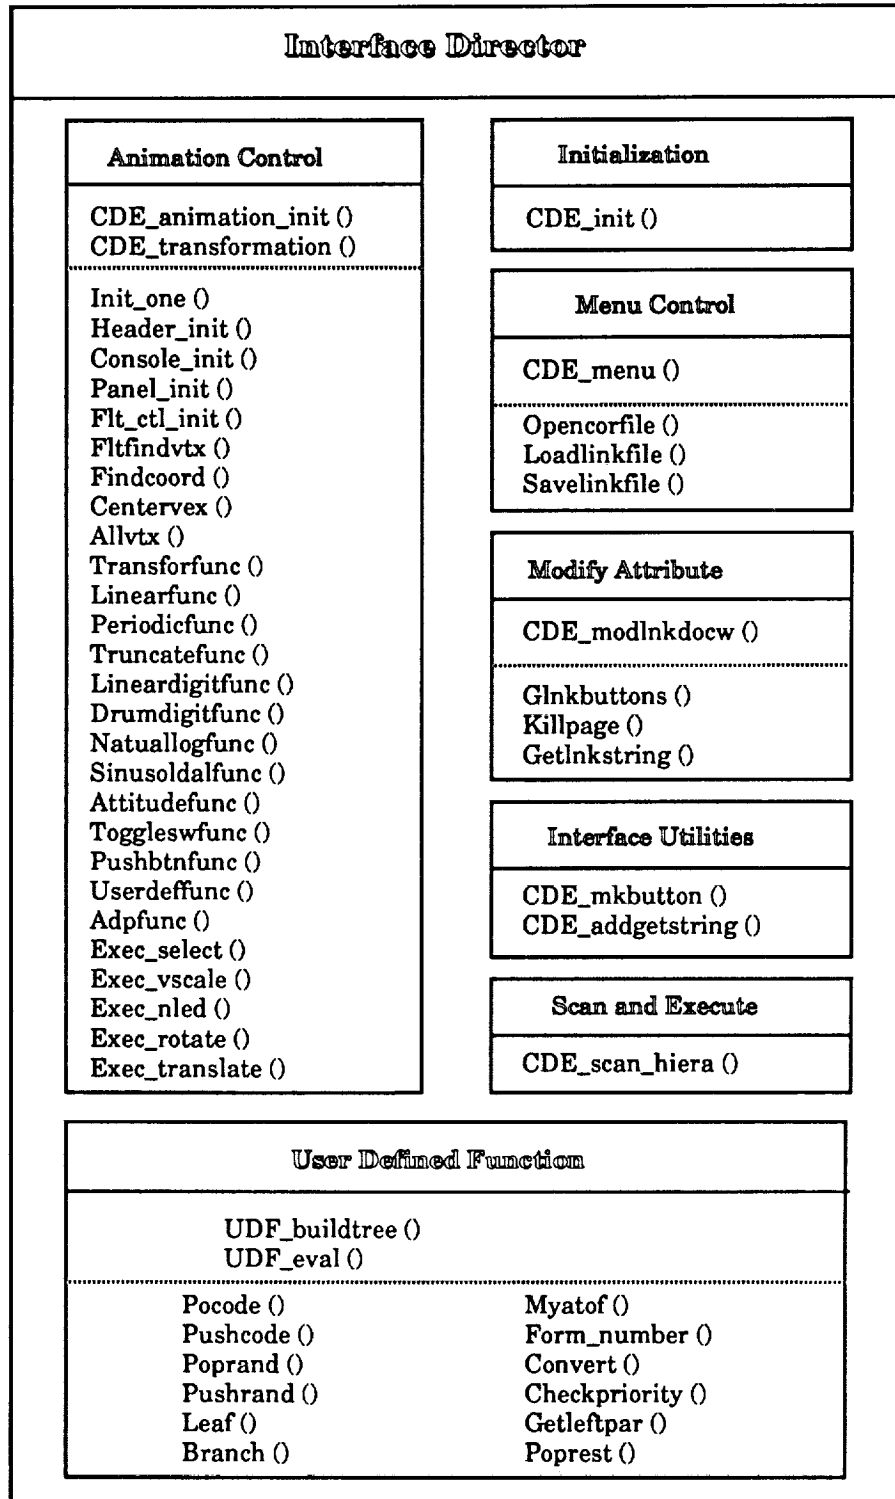 Interface Director
Animation Control
CDE_animation_init ()
CDE_transformation ()
Init_one ()
Header_init ()
Console_init ()
Panel_init ()
Flt_ctl_init ()
Fltfindvtx ()
Findcoord ()
Centervex ()
Allvtx ()
Transforfunc ()
Linearfunc ()
Periodicfunc ()
Truncatefunc ()
Lineardigitfunc ()
Drumdigitfunc ()
Natuallogfunc ()
Sinusoldalfunc ()
Attitudefunc ()
Toggleswfunc ()
Pushbtnfunc ()
Userdeffunc ()
Adpfunc ()
Exec_select ()
Exec_vscale ()
Exec_nled ()
Exec_rotate ()
Exec_translate ()
Initialization
CDE_init ()
Menu Control
CDE_menu ()
Opencorfile ()
Loadlinkfile ()
Savelinkfile ()
Modify Attribute
CDE_modlnkdocw ()
Glnkbuttons ()
Killpage ()
Getlnkstring ()
Interface Utilities
CDE_mkbutton ()
CDE_addgetstring ()
Scan and Execute
CDE_scan_hiera ()
User Defined Function
UDF_buildtree ()
UDF_eval ()
Pocode ()
Pushcode ()
Poprand ()
Pushrand ()
Leaf ()
Branch ()
Myatof ()
Form_number ()
Convert ()
Checkpriority ()
Getleftpar ()
Poprest ()